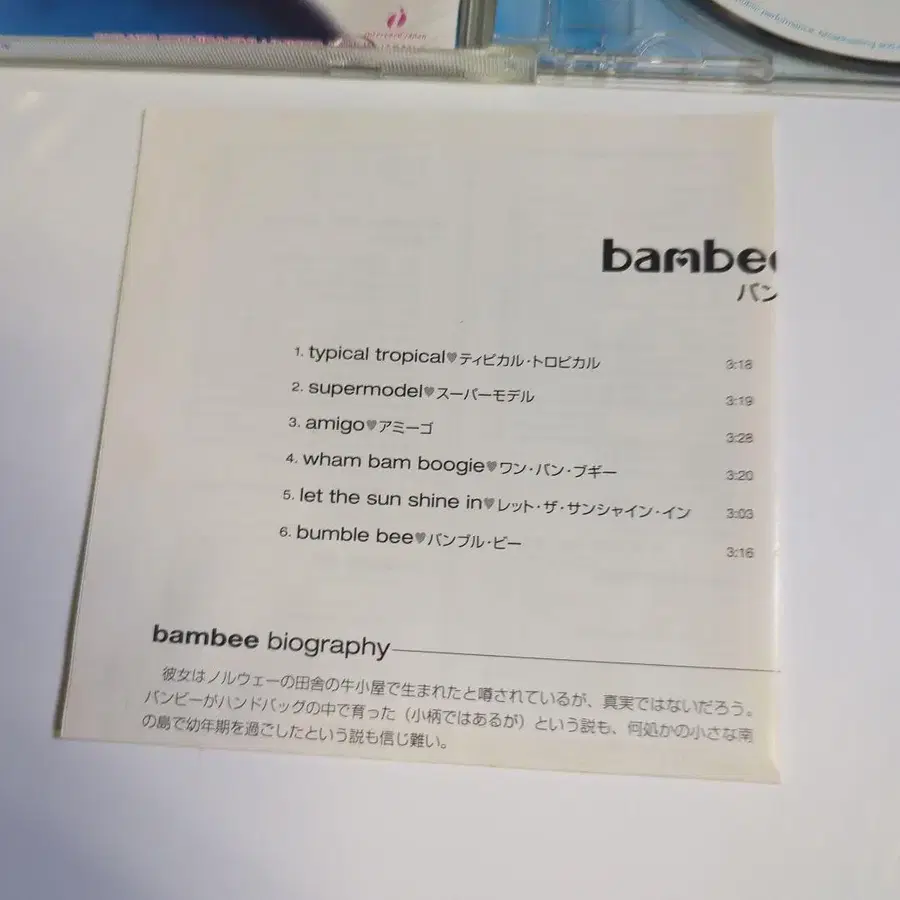 bambee
バン
1. typical tropical♥ティピカル・トロピカル 3:18
2. supermodel♥スーパーモデル 3:19
3. amigo♥アミーゴ 3:28
4. wham bam boogie♥ワン・バン・ブギー 3:20
5. let the sun shine in♥レット・ザ・サンシャイン・イン 3:03
6. bumble bee♥バンブル・ビー 3:16
bambee biography
彼女はノルウェーの田舎の牛小屋で生まれたと噂されているが、真実ではないだろう。
バンビーがハンドバッグの中で育った（小柄ではあるが）という説も、何処かの小さな南
の島で幼年期を過ごしたという説も信じ難い。